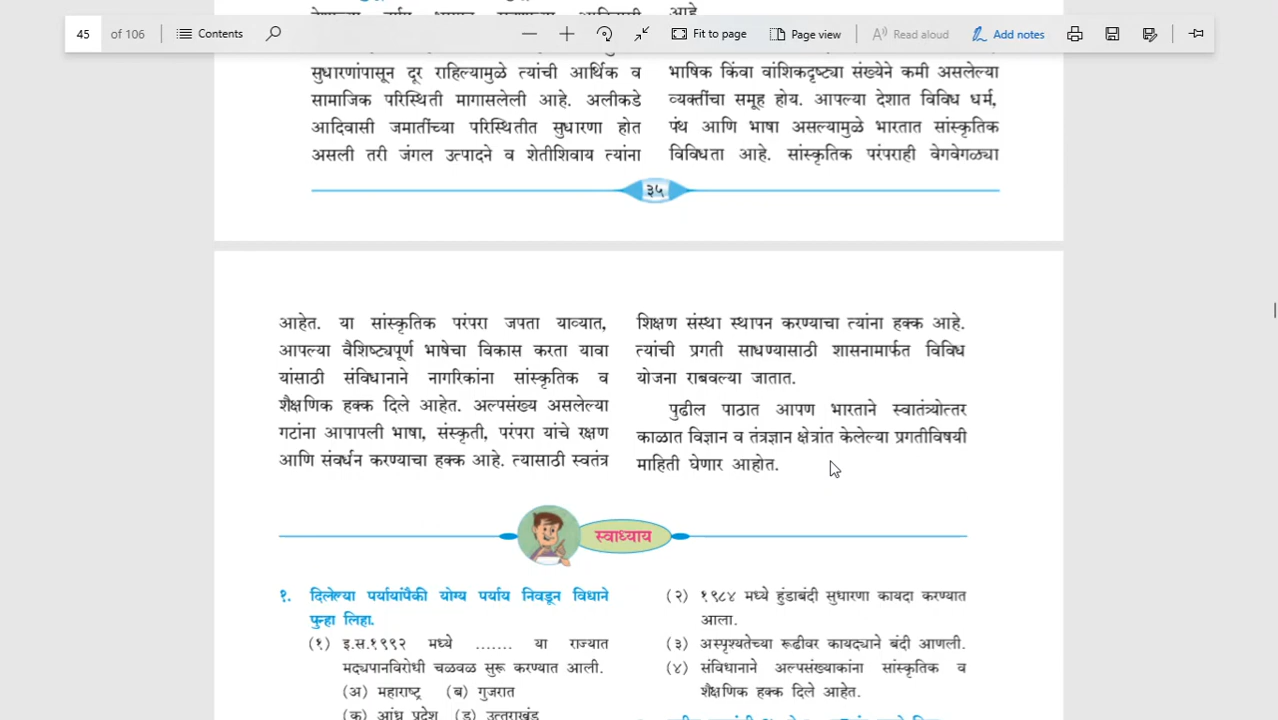 45 of 106 Contents Fit to page Page view Read aloud Add notes
सुधारणांपासून दूर राहिल्यामुळे त्यांची आर्थिक व
सामाजिक परिस्थिती मागासलेली आहे. अलीकडे
आदिवासी जमातींच्या परिस्थितीत सुधारणा होत
असली तरी जंगल उत्पादने व शेतीशिवाय त्यांना
आहे.
भाषिक किंवा वांशिकदृष्ट्या संख्येने कमी असलेल्या
व्यक्तींचा समूह होय. आपल्या देशात विविध धर्म,
पंथ आणि भाषा असल्यामुळे भारतात सांस्कृतिक
विविधता आहे. सांस्कृतिक परंपराही वेगवेगळ्या
३५
आहेत. या सांस्कृतिक परंपरा जपता याव्यात,
आपल्या वैशिष्ट्यपूर्ण भाषेचा विकास करता यावा
यांसाठी संविधानाने नागरिकांना सांस्कृतिक व
शैक्षणिक हक्क दिले आहेत. अल्पसंख्य असलेल्या
गटांना आपापली भाषा, संस्कृती, परंपरा यांचे रक्षण
आणि संवर्धन करण्याचा हक्क आहे. त्यासाठी स्वतंत्र
शिक्षण संस्था स्थापन करण्याचा त्यांना हक्क आहे.
त्यांची प्रगती साधण्यासाठी शासनामार्फत विविध
योजना राबवल्या जातात.
पुढील पाठात आपण भारताने स्वातंत्र्योत्तर
काळात विज्ञान व तंत्रज्ञान क्षेत्रांत केलेल्या प्रगतीविषयी
माहिती घेणार आहोत.
स्वाध्याय
१. दिलेल्या पर्यायांपैकी योग्य पर्याय निवडून विधाने
पुन्हा लिहा.
(१) इ.स.१९९२ मध्ये ....... या राज्यात
मद्यपानविरोधी चळवळ सुरू करण्यात आली.
(अ) महाराष्ट्र (ब) गुजरात
(क) आंध्र प्रदेश (ड) उत्तराखंड
(२) १९८४ मध्ये हुंडाबंदी सुधारणा कायदा करण्यात
आला.
(३) अस्पृश्यतेच्या रूढीवर कायद्याने बंदी आणली.
(४) संविधानाने अल्पसंख्याकांना सांस्कृतिक व
शैक्षणिक हक्क दिले आहेत.